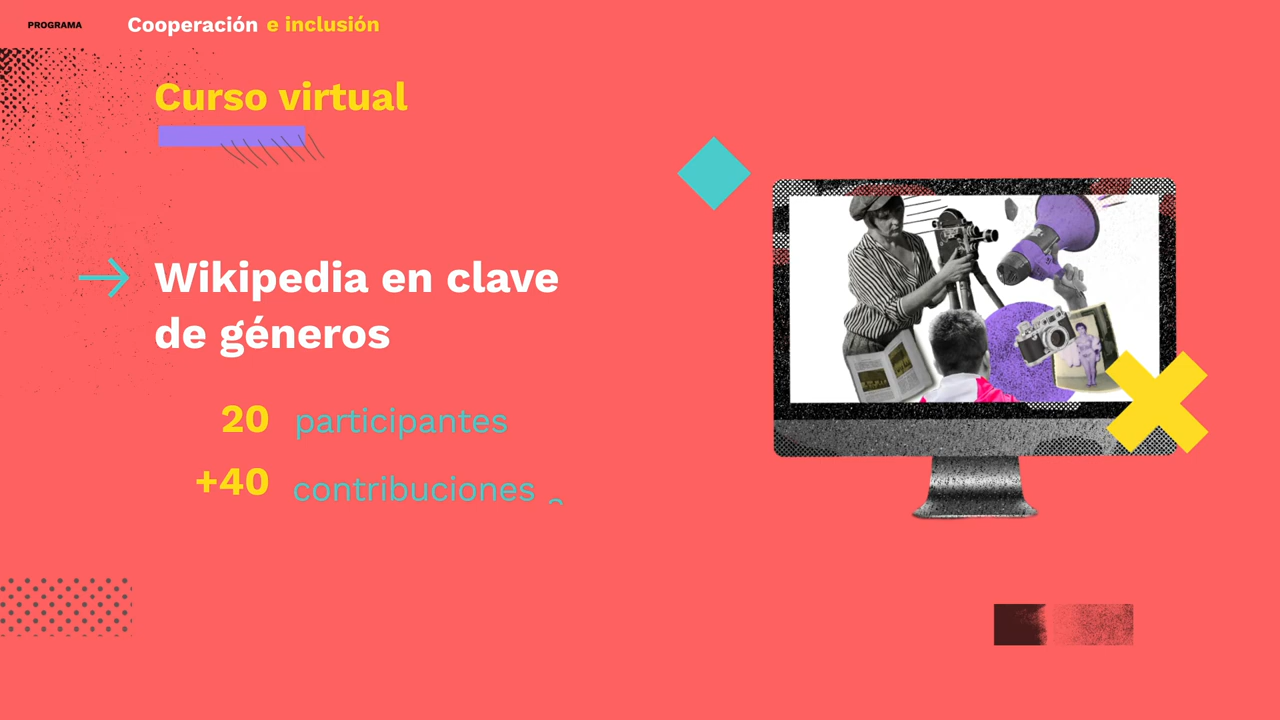 PROGRAMA Cooperación e inclusión
Curso virtual
Wikipedia en clave
de géneros
20 participantes
+40 contribuciones